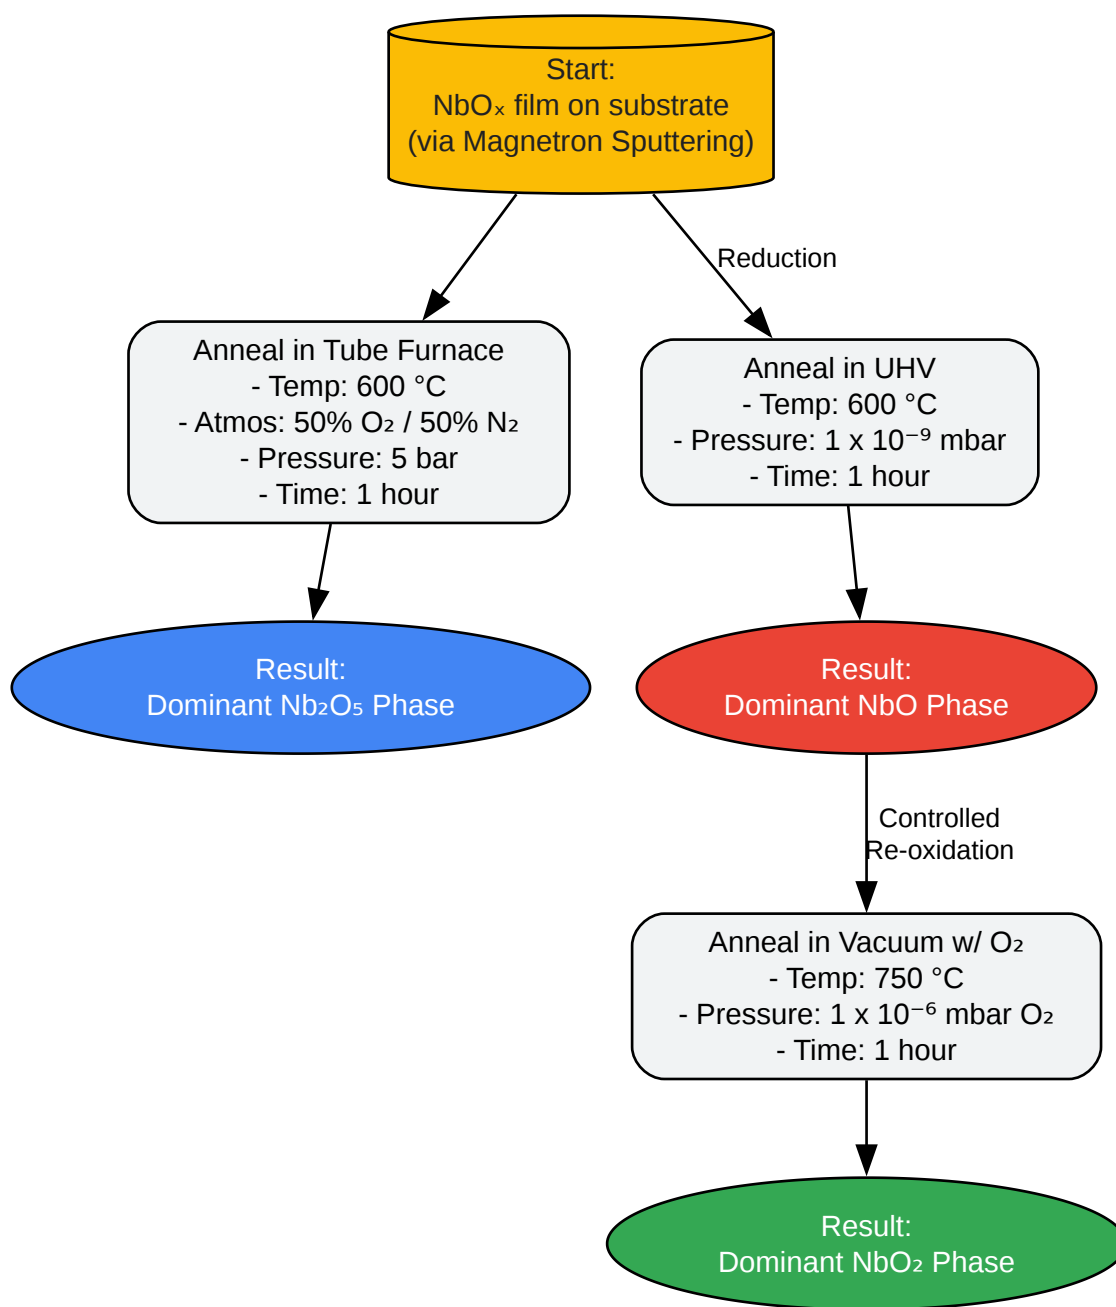 Start:
NbOₓ film on substrate
(via Magnetron Sputtering)
Reduction
Anneal in Tube Furnace
- Temp: 600 °C
- Atmos: 50% O₂ / 50% N₂
- Pressure: 5 bar
- Time: 1 hour
Anneal in UHV
- Temp: 600 °C
- Pressure: 1 x 10⁻⁹ mbar
- Time: 1 hour
Result:
Dominant Nb₂O₅ Phase
Result:
Dominant NbO Phase
Controlled
Re-oxidation
Anneal in Vacuum w/ O₂
- Temp: 750 °C
- Pressure: 1 x 10⁻⁶ mbar O₂
- Time: 1 hour
Result:
Dominant NbO₂ Phase